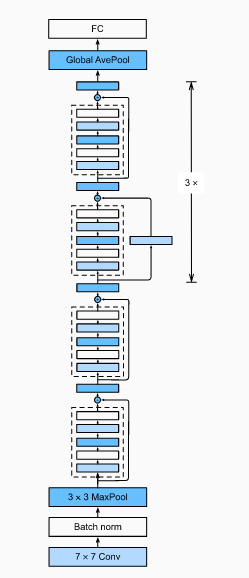 FC
Global AvePool
3 ×
3 × 3 MaxPool
Batch norm
7 × 7 Conv